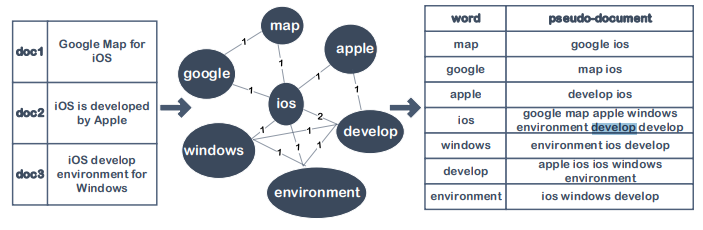 doc1
Google Map for
iOS
doc2
iOS is developed
by Apple
doc3
iOS develop
environment for
Windows
map
apple
google
ios
windows
develop
environment
1
1
1
1
1
1
2
1
1
1
1
word pseudo-document
map google ios
google map ios
apple develop ios
ios google map apple windows
environment develop develop
windows environment ios develop
develop apple ios ios windows
environment
environment ios windows develop